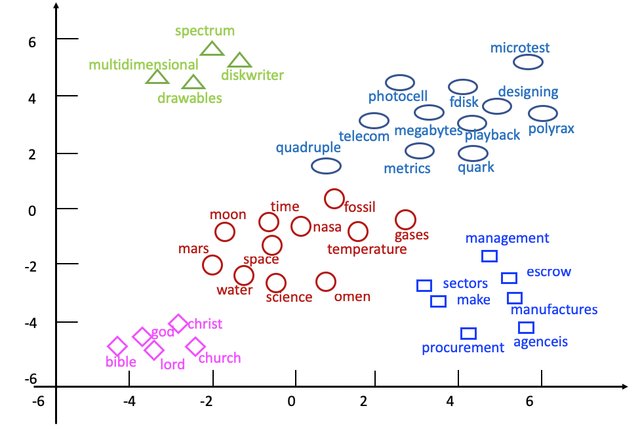 spectrum
6
microtest
multidimensional
diskwriter
4
drawables
photocell
fdisk
designing
telecom
megabytes
playback
polyrax
2
quadruple
metrics
quark
0
moon
time
fossil
nasa
gases
mars
space
temperature
management
-2
water
science
omen
sectors
escrow
make
manufactures
-4
christ
god
bible
lord
church
procurement
agenceis
-6
-6
-4
-2
0
2
4
6